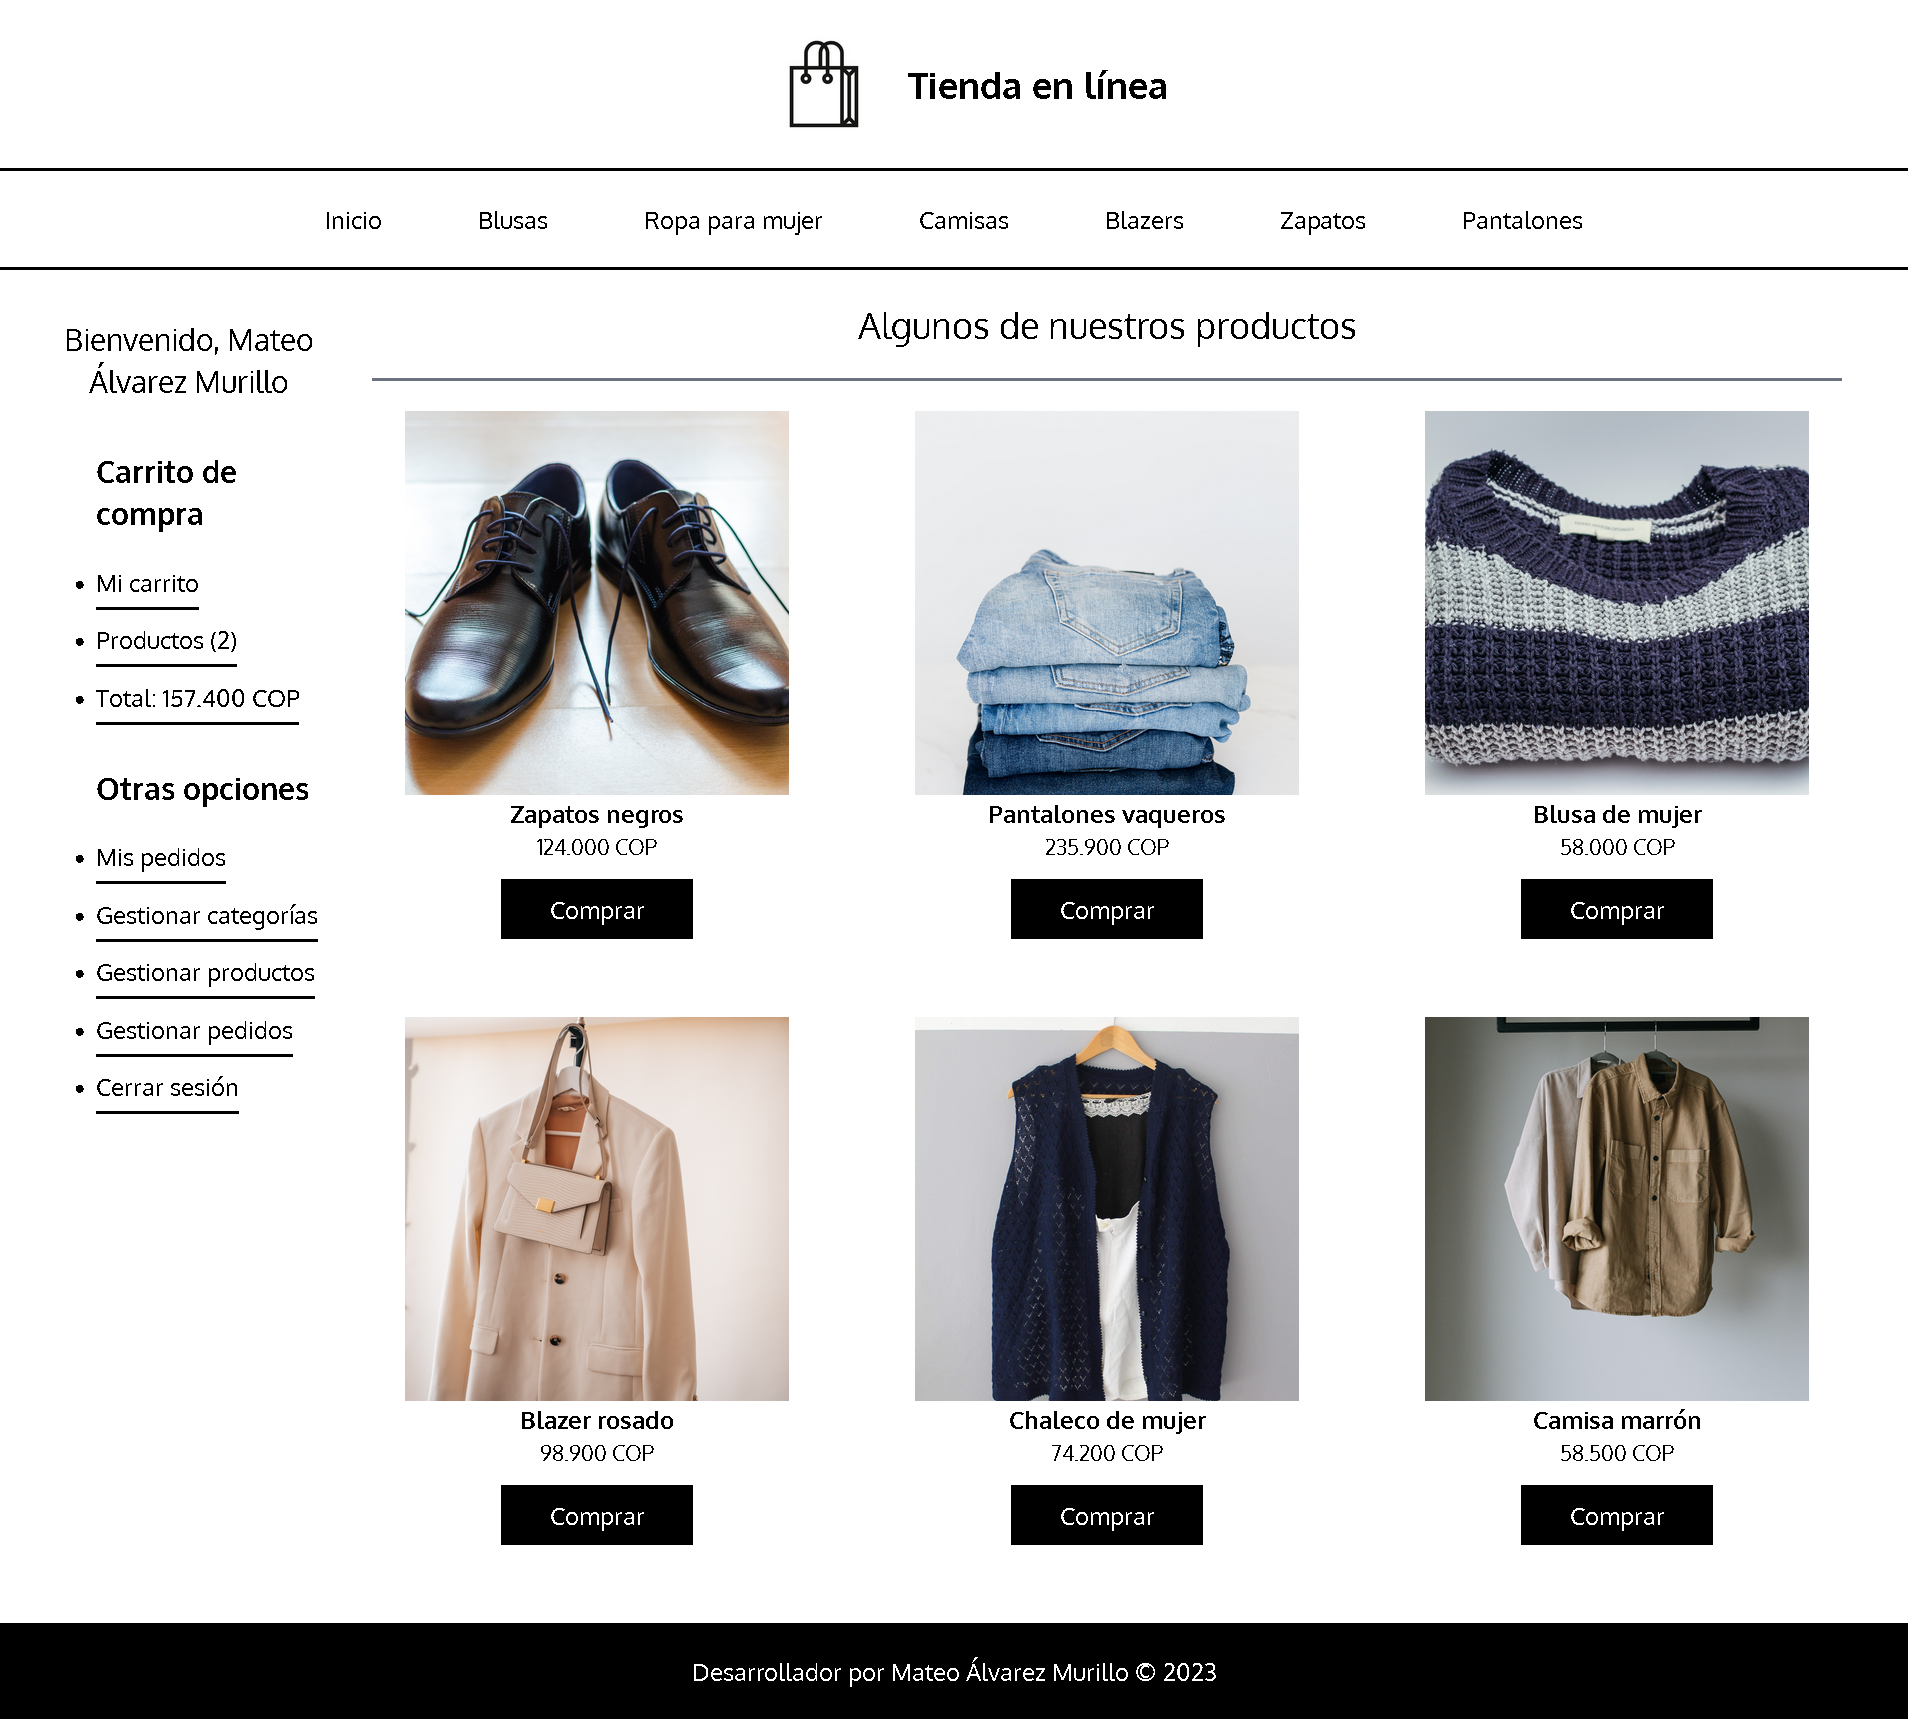 Tienda en línea
Inicio
Blusas
Ropa para mujer
Camisas
Blazers
Zapatos
Pantalones
Bienvenido, Mateo
Álvarez Murillo
Carrito de
compra
Mi carrito
Productos (2)
Total: 157.400 COP
Otras opciones
Mis pedidos
Gestionar categorías
Gestionar productos
Gestionar pedidos
Cerrar sesión
Algunos de nuestros productos
Zapatos negros
124.000 COP
Comprar
Pantalones vaqueros
235.900 COP
Comprar
Blusa de mujer
58.000 COP
Comprar
Blazer rosado
98.900 COP
Comprar
Chaleco de mujer
74.200 COP
Comprar
Camisa marrón
58.500 COP
Comprar
Desarrollador por Mateo Álvarez Murillo © 2023